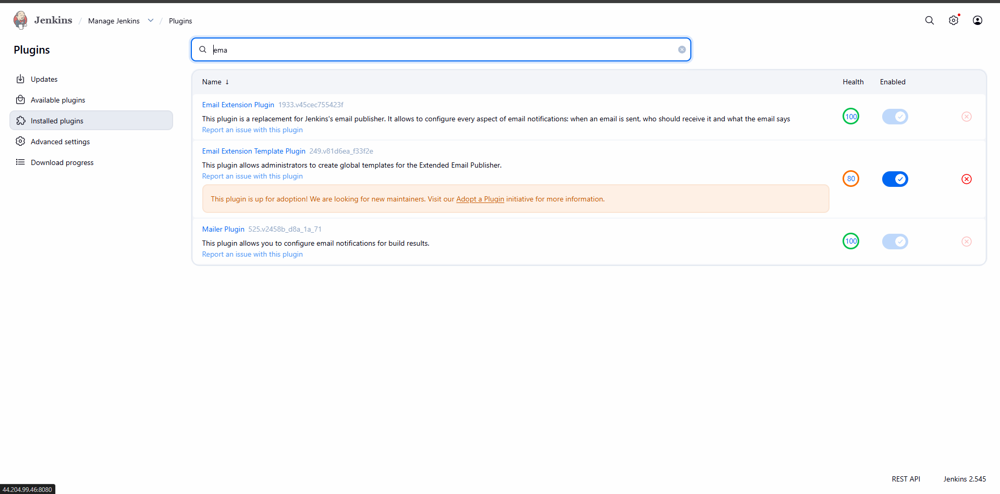 Jenkins / Manage Jenkins / Plugins
Plugins
ema
Updates
Available plugins
Installed plugins
Advanced settings
Download progress
Name ↓ Health Enabled
Email Extension Plugin 1933.v45cec755423f
This plugin is a replacement for Jenkins's email publisher. It allows to configure every aspect of email notifications: when an email is sent, who should receive it and what the email says
Report an issue with this plugin
100
Email Extension Template Plugin 249.v81d6ea_f33f2e
This plugin allows administrators to create global templates for the Extended Email Publisher.
Report an issue with this plugin
80
This plugin is up for adoption! We are looking for new maintainers. Visit our Adopt a Plugin initiative for more information.
Mailer Plugin 525.v2458b_d8a_1a_71
This plugin allows you to configure email notifications for build results.
Report an issue with this plugin
100
REST API Jenkins 2.545
44.204.99.46:8080